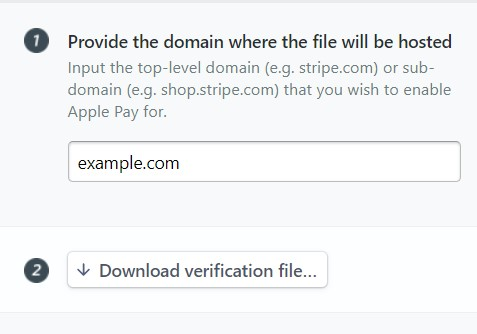 1 Provide the domain where the file will be hosted
Input the top-level domain (e.g. stripe.com) or sub-
domain (e.g. shop.stripe.com) that you wish to enable
Apple Pay for.
example.com
2 ↓ Download verification file...